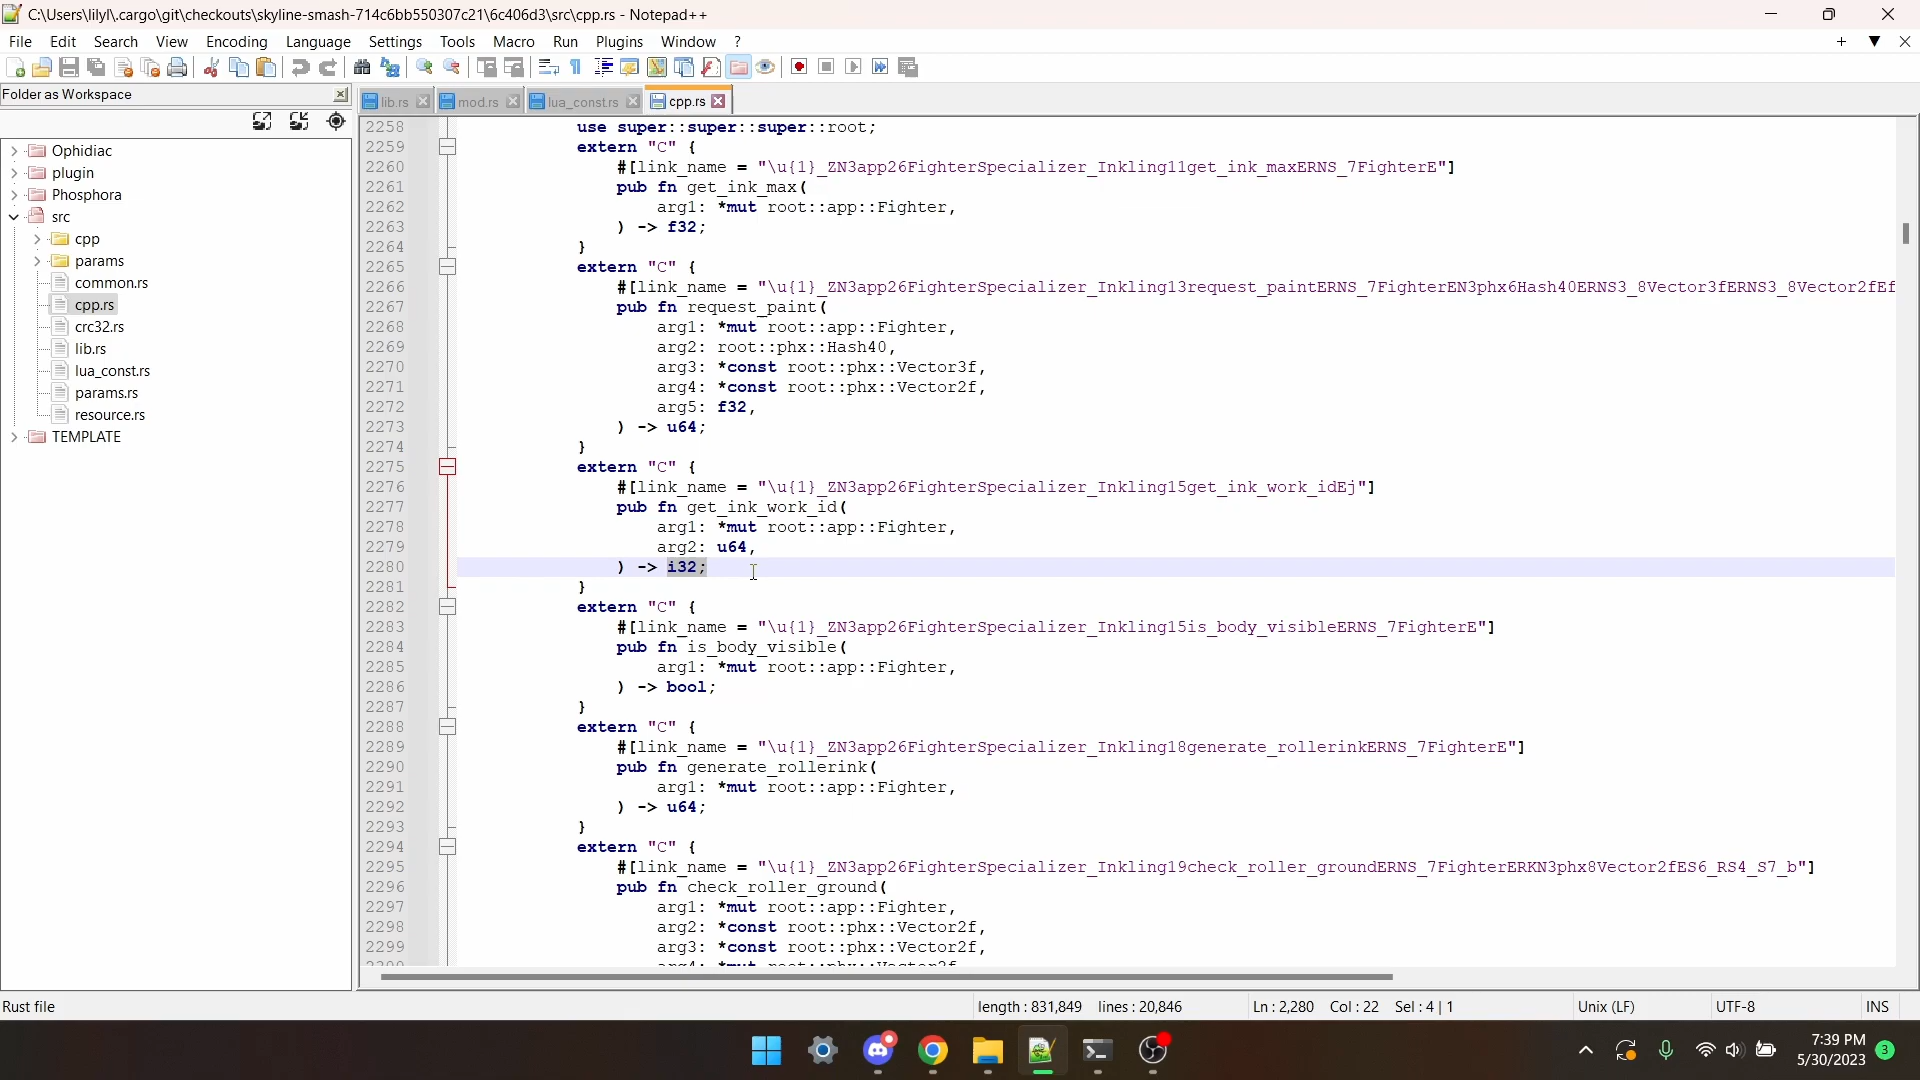 C:\Users\lilyl\.cargo\git\checkouts\skyline-smash-714c6bb550307c21\6c406d3\src\cpp.rs - Notepad++
File Edit Search View Encoding Language Settings Tools Macro Run Plugins Window ?
Folder as Workspace
lib.rs mod.rs lua_const.rs cpp.rs
Ophidiac
plugin
Phosphora
src
cpp
params
common.rs
cpp.rs
crc32.rs
lib.rs
lua_const.rs
params.rs
resource.rs
TEMPLATE
2258 use super::super::super::root;
2259 extern "C" {
2260 #[link_name = "\u{1}_ZN3app26FighterSpecializer_Inkling11get_ink_maxERNS_7FighterE"]
2261 pub fn get_ink_max(
2262 arg1: *mut root::app::Fighter,
2263 ) -> f32;
2264 }
2265 extern "C" {
2266 #[link_name = "\u{1}_ZN3app26FighterSpecializer_Inkling13request_paintERNS_7FighterEN3phx6Hash40ERNS3_8Vector3fERNS3_8Vector2fEf
2267 pub fn request_paint(
2268 arg1: *mut root::app::Fighter,
2269 arg2: root::phx::Hash40,
2270 arg3: *const root::phx::Vector3f,
2271 arg4: *const root::phx::Vector2f,
2272 arg5: f32,
2273 ) -> u64;
2274 }
2275 extern "C" {
2276 #[link_name = "\u{1}_ZN3app26FighterSpecializer_Inkling15get_ink_work_idEj"]
2277 pub fn get_ink_work_id(
2278 arg1: *mut root::app::Fighter,
2279 arg2: u64,
2280 ) -> i32;
2281 }
2282 extern "C" {
2283 #[link_name = "\u{1}_ZN3app26FighterSpecializer_Inkling15is_body_visibleERNS_7FighterE"]
2284 pub fn is_body_visible(
2285 arg1: *mut root::app::Fighter,
2286 ) -> bool;
2287 }
2288 extern "C" {
2289 #[link_name = "\u{1}_ZN3app26FighterSpecializer_Inkling18generate_rollerinkERNS_7FighterE"]
2290 pub fn generate_rollerink(
2291 arg1: *mut root::app::Fighter,
2292 ) -> u64;
2293 }
2294 extern "C" {
2295 #[link_name = "\u{1}_ZN3app26FighterSpecializer_Inkling19check_roller_groundERNS_7FighterERKN3phx8Vector2fES6_RS4_S7_b"]
2296 pub fn check_roller_ground(
2297 arg1: *mut root::app::Fighter,
2298 arg2: *const root::phx::Vector2f,
2299 arg3: *const root::phx::Vector2f,
Rust file length : 831,849 lines : 20,846 Ln : 2,280 Col : 22 Sel : 4 | 1 Unix (LF) UTF-8 INS
7:39 PM
5/30/2023 3